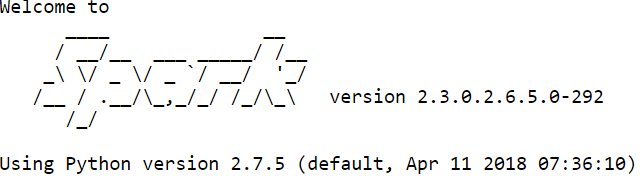 Welcome to
Spark
version 2.3.0.2.6.5.0-292
Using Python version 2.7.5 (default, Apr 11 2018 07:36:10)